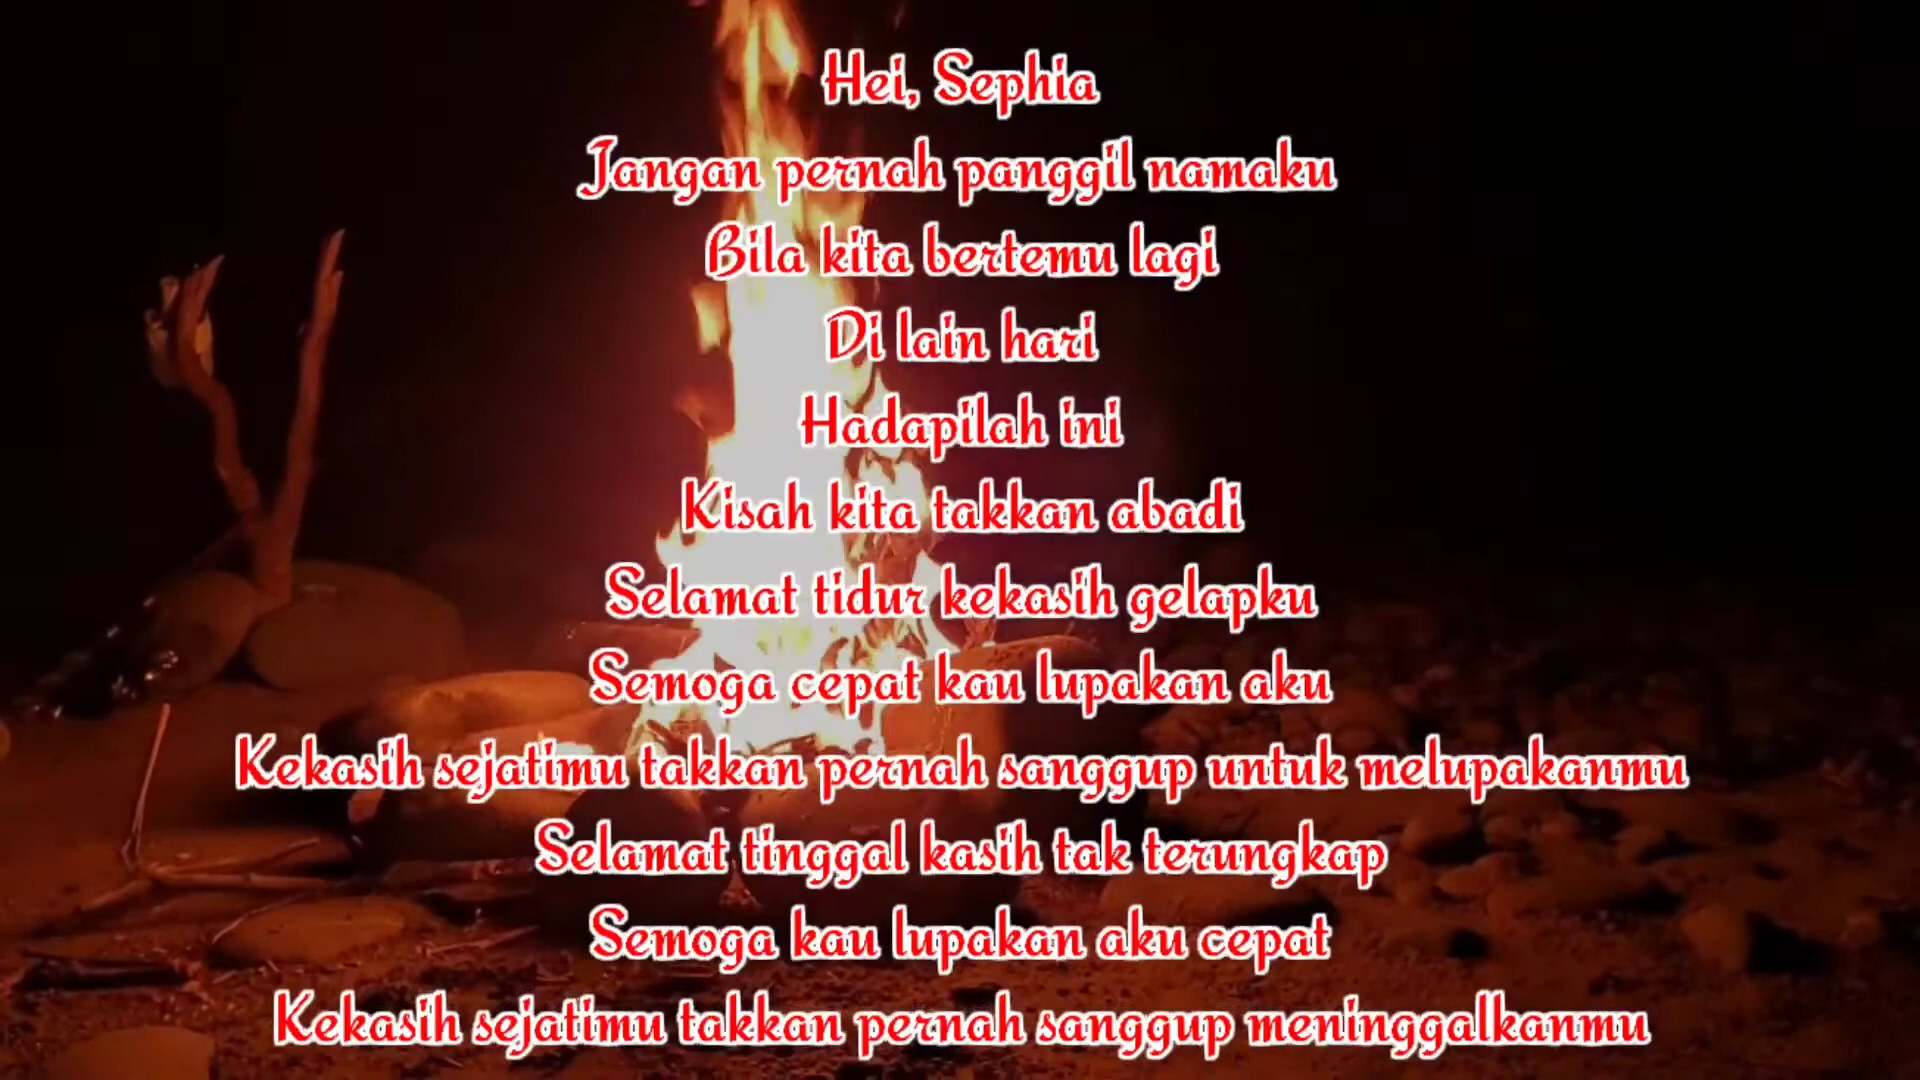 Hei, Sephia
Jangan pernah panggil namaku
Bila kita bertemu lagi
Di lain hari
Hadapilah ini
Kisah kita takkan abadi
Selamat tidur kekasih gelapku
Semoga cepat kau lupakan aku
Kekasih sejatimu takkan pernah sanggup untuk melupakanmu
Selamat tinggal kasih tak terungkap
Semoga kau lupakan aku cepat
Kekasih sejatimu takkan pernah sanggup meninggalkanmu